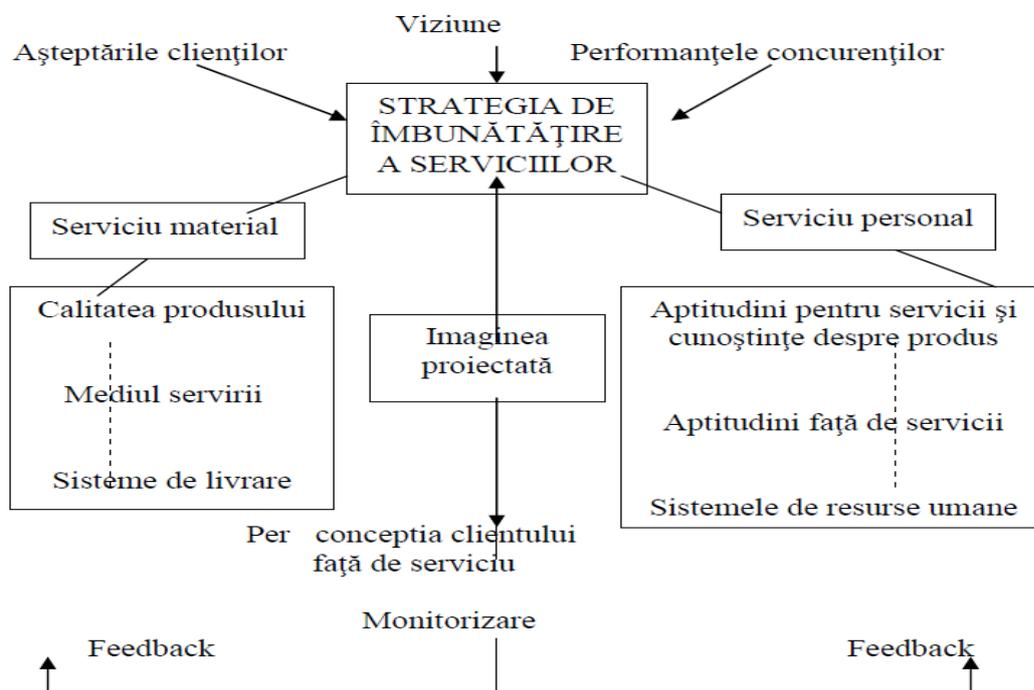 Viziune
Aşteptările clienţilor
Performanţele concurenţilor
STRATEGIA DE
ÎMBUNĂTĂŢIRE
A SERVICIILOR
Serviciu material
Serviciu personal
Calitatea produsului
Mediul servirii
Sisteme de livrare
Imaginea
proiectată
Aptitudini pentru servicii şi
cunoştinţe despre produs
Aptitudini faţă de servicii
Sistemele de resurse umane
Per conceptia clientului
faţă de serviciu
Monitorizare
Feedback
Feedback